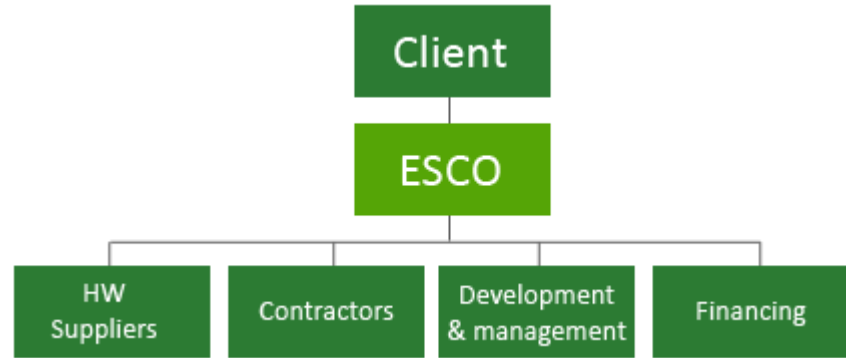 Client
ESCO
HW
Suppliers
Contractors
Development
& management
Financing